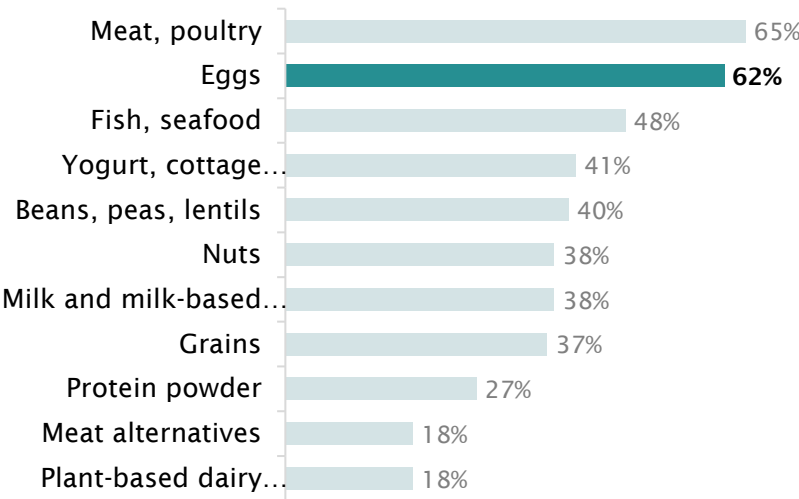 Meat, poultry 65%
Eggs 62%
Fish, seafood 48%
Yogurt, cottage… 41%
Beans, peas, lentils 40%
Nuts 38%
Milk and milk-based… 38%
Grains 37%
Protein powder 27%
Meat alternatives 18%
Plant-based dairy… 18%